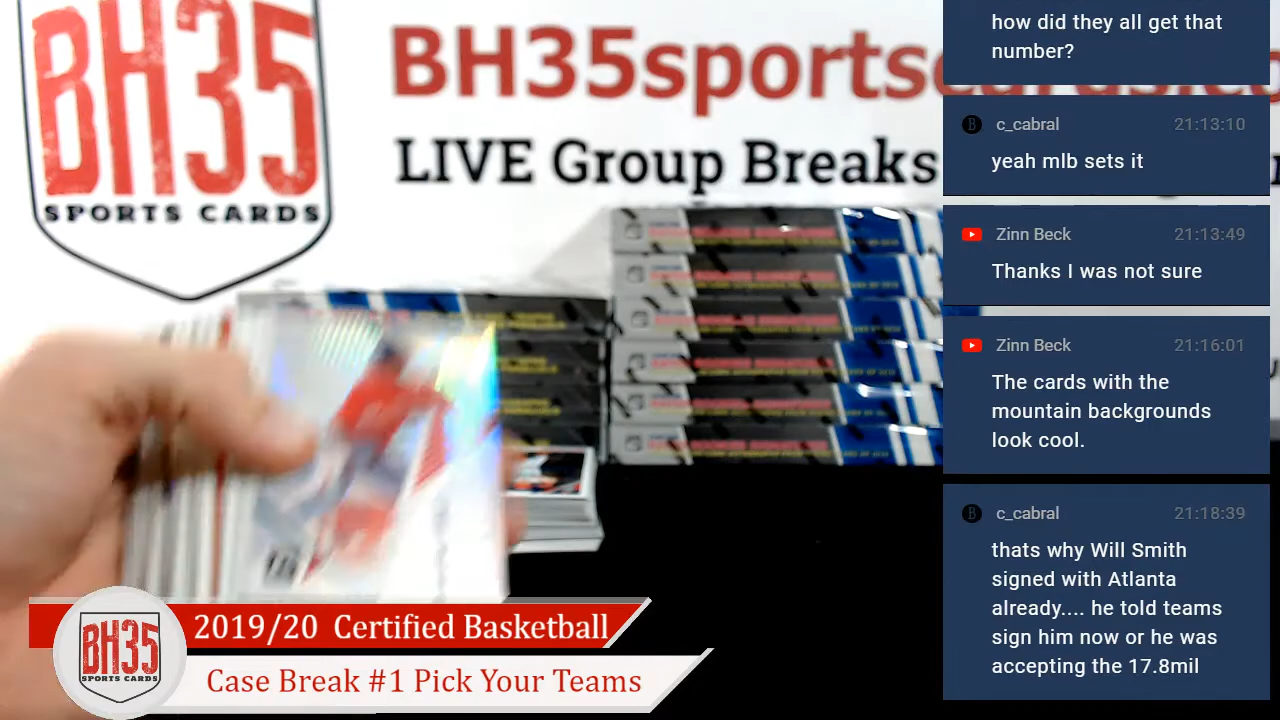 BH35
SPORTS CARDS
BH35sportscards.co
LIVE Group Breaks
how did they all get that
number?
c_cabral 21:13:10
yeah mlb sets it
Zinn Beck 21:13:49
Thanks I was not sure
Zinn Beck 21:16:01
The cards with the
mountain backgrounds
look cool.
c_cabral 21:18:39
thats why Will Smith
signed with Atlanta
already.... he told teams
sign him now or he was
accepting the 17.8mil
BH35
SPORTS CARDS
2019/20 Certified Basketball
Case Break #1 Pick Your Teams